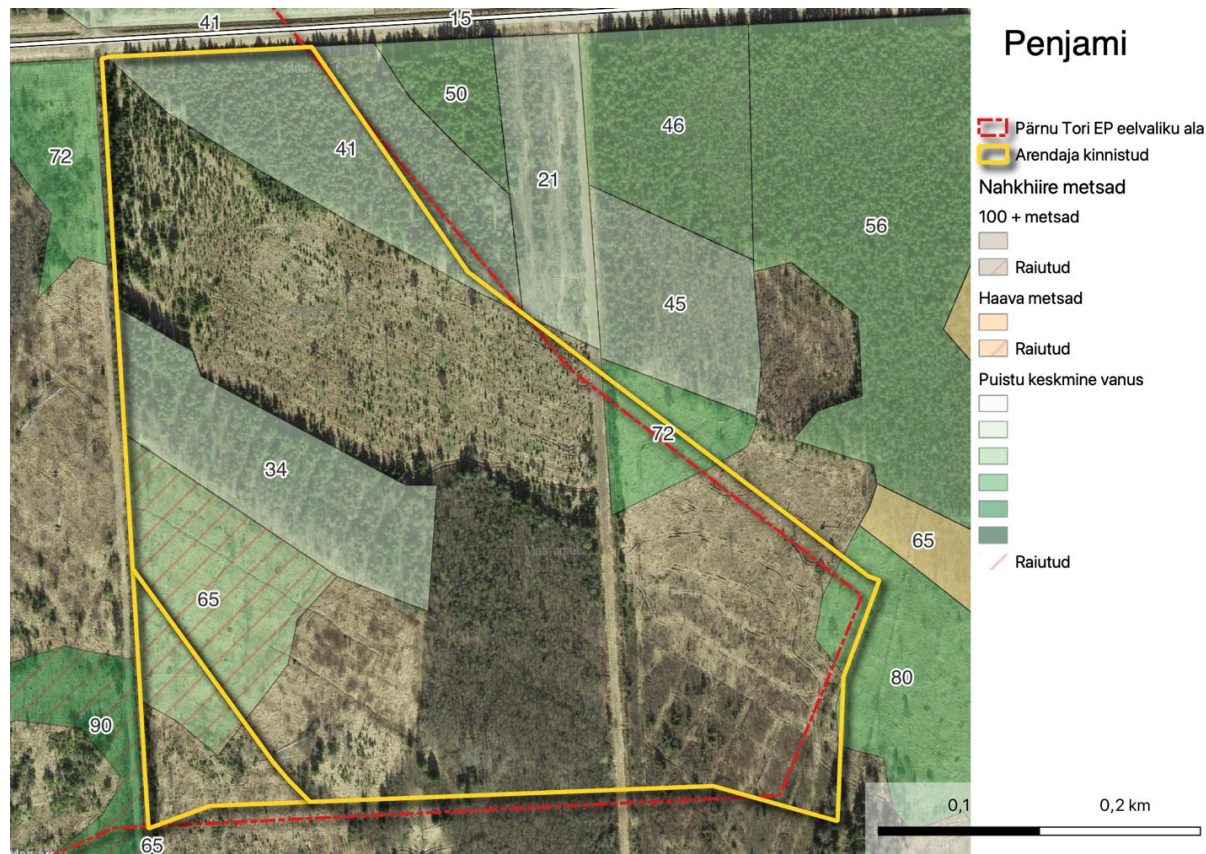 Penjami
Pärnu Tori EP eelvaliku ala
Arendaja kinnistud
Nahkhiire metsad
100 + metsad
Raiutud
Haava metsad
Raiutud
Puistu keskmine vanus
Raiutud
41
15
50
46
72
41
21
56
45
72
34
65
65
80
90
65
0,1
0,2 km
Maa-amet